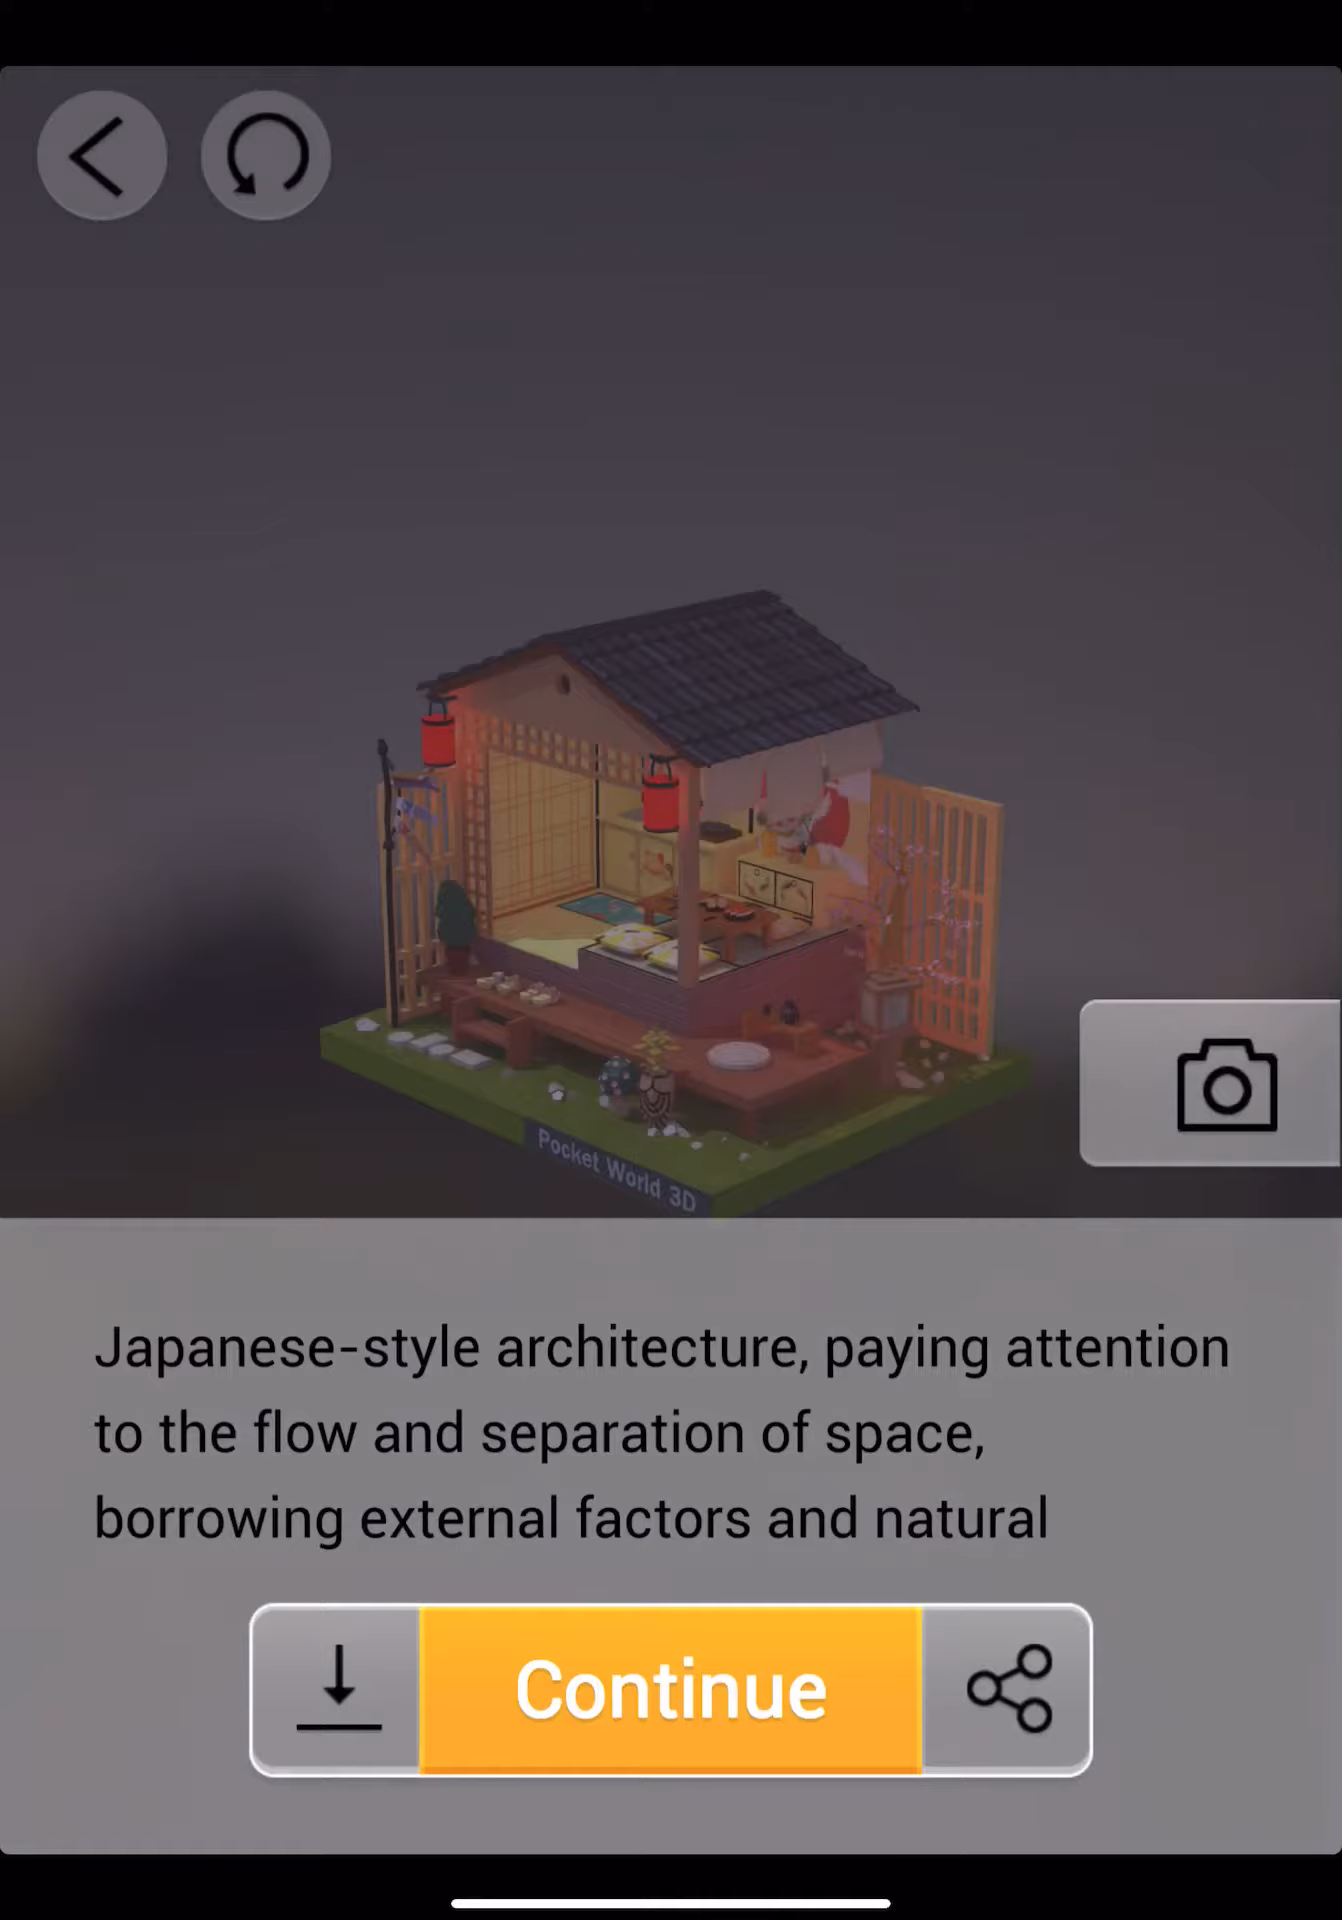 Pocket World 3D
Japanese-style architecture, paying attention
to the flow and separation of space,
borrowing external factors and natural
Continue